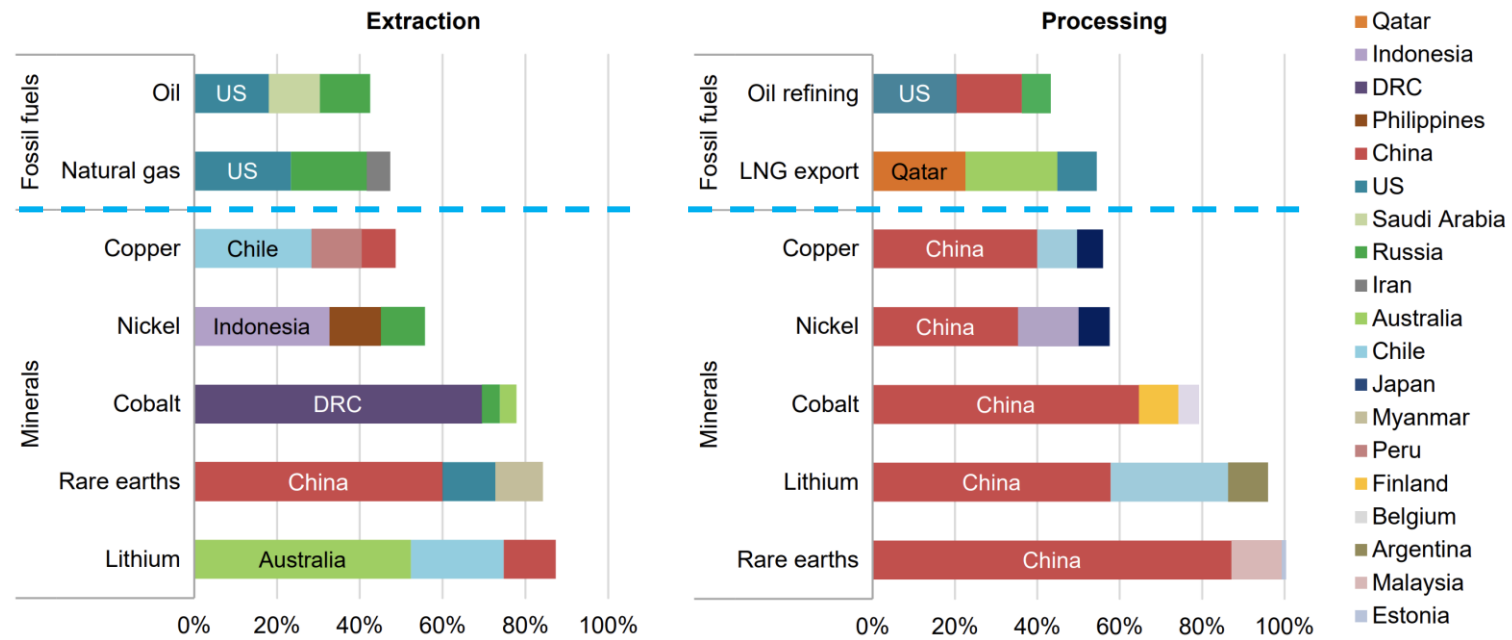 Extraction
Fossil fuels
Oil
US
Natural gas
US
Minerals
Copper
Chile
Nickel
Indonesia
Cobalt
DRC
Rare earths
China
Lithium
Australia
0% 20% 40% 60% 80% 100%
Processing
Fossil fuels
Oil refining
US
LNG export
Qatar
Minerals
Copper
China
Nickel
China
Cobalt
China
Lithium
China
Rare earths
China
0% 20% 40% 60% 80% 100%
Qatar
Indonesia
DRC
Philippines
China
US
Saudi Arabia
Russia
Iran
Australia
Chile
Japan
Myanmar
Peru
Finland
Belgium
Argentina
Malaysia
Estonia